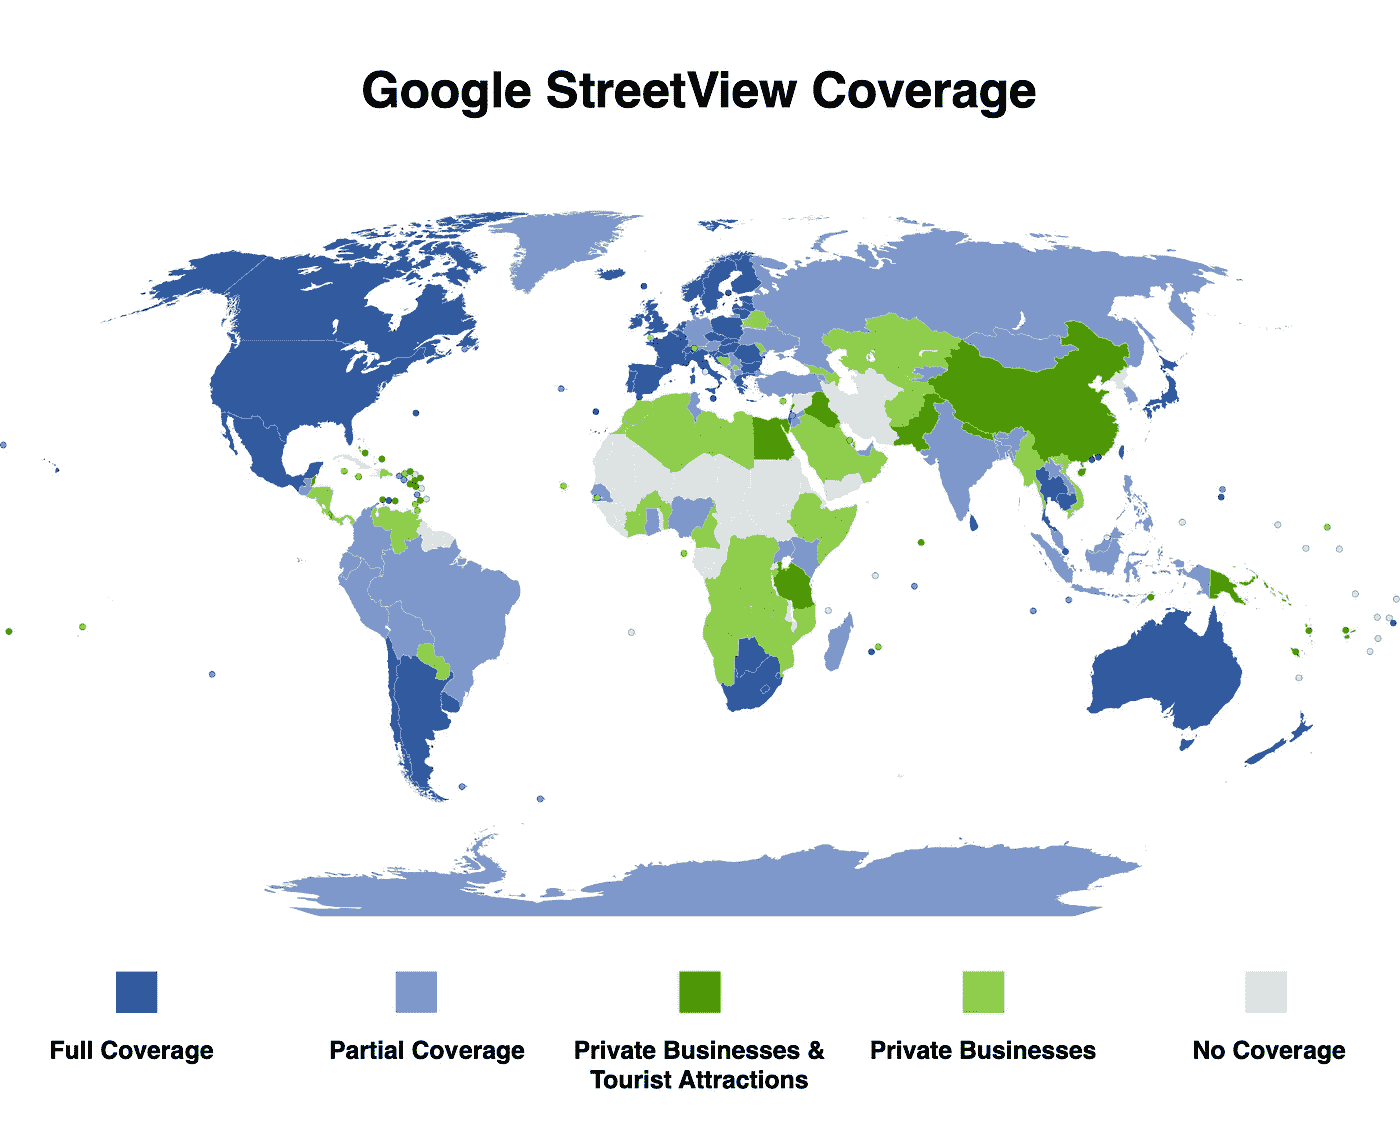 Google StreetView Coverage
Full Coverage
Partial Coverage
Private Businesses &
Tourist Attractions
Private Businesses
No Coverage